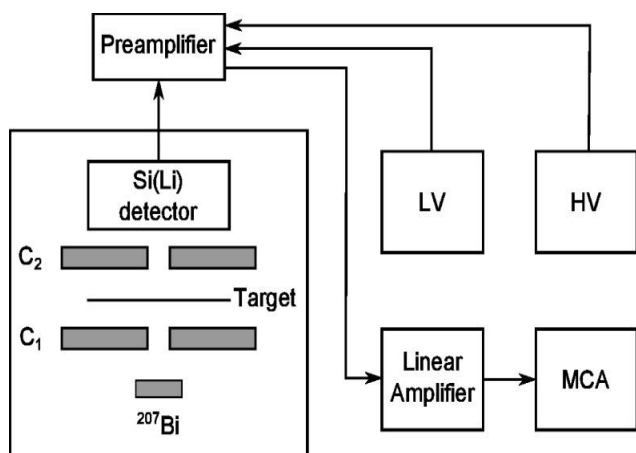 Preamplifier
Si(Li)
detector
LV
HV
C₂
Target
C₁
Linear
Amplifier
MCA
²⁰⁷Bi